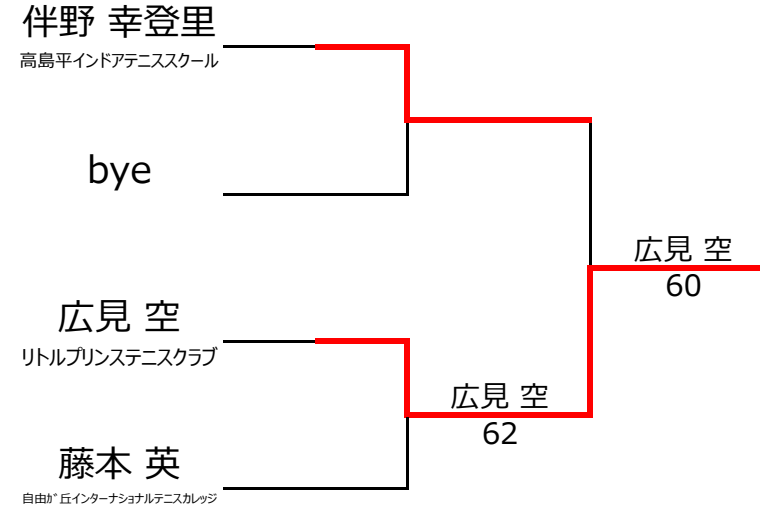 伴野 幸登里
高島平インドアテニススクール
bye
広見 空
60
広見 空
リトルプリンステニスクラブ
広見 空
62
藤本 英
自由ガ丘インターナショナルテニスカレッジ